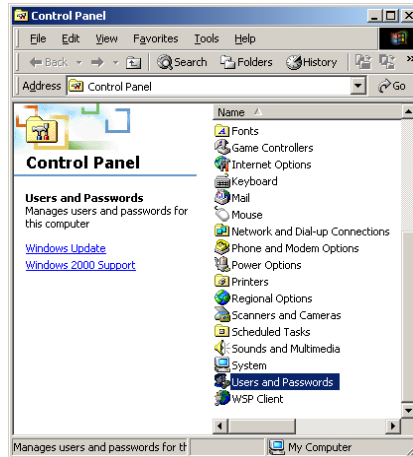 Control Panel
File Edit View Favorites Tools Help
Back Search Folders History »
Address Control Panel Go
Control Panel
Users and Passwords
Manages users and passwords for
this computer
Windows Update
Windows 2000 Support
Name
Fonts
Game Controllers
Internet Options
Keyboard
Mail
Mouse
Network and Dial-up Connections
Phone and Modem Options
Power Options
Printers
Regional Options
Scanners and Cameras
Scheduled Tasks
Sounds and Multimedia
System
Users and Passwords
WSP Client
Manages users and passwords for th My Computer